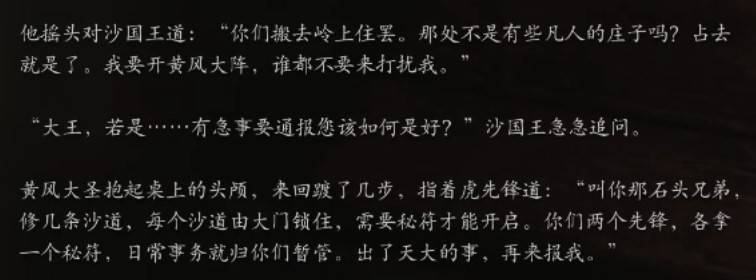 他摇头对沙国王道：“你们搬去岭上住罢。那处不是有些凡人的庄子吗？占去
就是了。我要开黄风大阵，谁都不要来打扰我。”
“大王，若是……有急事要通报您该如何是好？”沙国王急急追问。
黄风大圣抱起桌上的头颅，来回踱了几步，指着虎先锋道：“叫你那石头兄弟，
修几条沙道，每个沙道由大门锁住，需要秘符才能开启。你们两个先锋，各拿
一个秘符，日常事务就归你们暂管。出了天大的事，再来报我。”